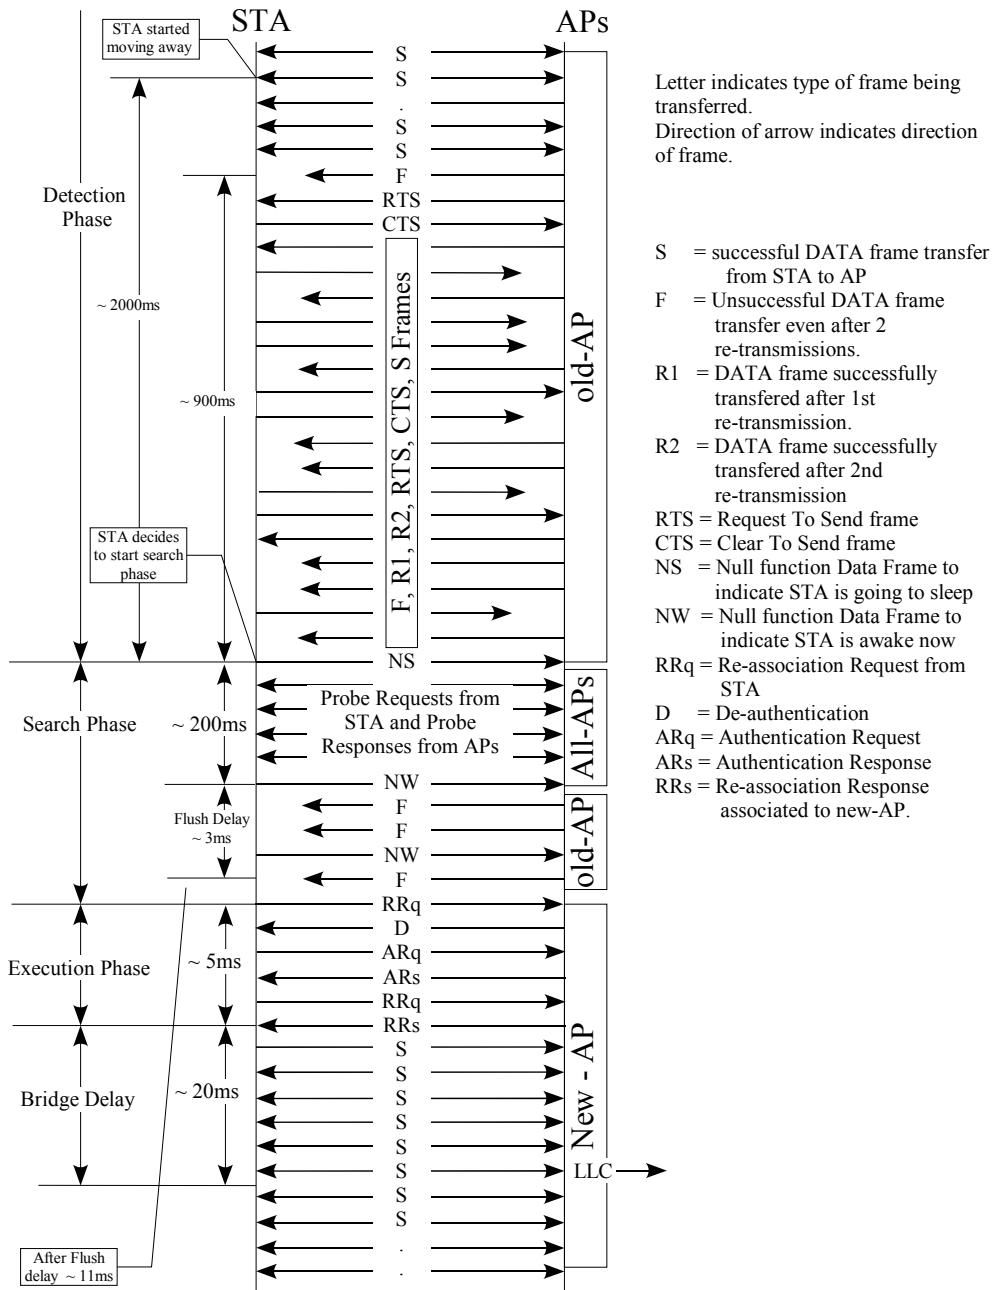 STA
APs
STA started
moving away
S
S
.
S
S
F
RTS
CTS
Detection
Phase
~ 2000ms
~ 900ms
F, R1, R2, RTS, CTS, S Frames
old-AP
STA decides
to start search
phase
NS
Search Phase
~ 200ms
Probe Requests from
STA and Probe
Responses from APs
All-APs
NW
Flush Delay
~ 3ms
F
F
NW
F
old-AP
RRq
D
ARq
ARs
RRq
RRs
Execution Phase
~ 5ms
S
S
S
S
S
S
S
S
.
.
Bridge Delay
~ 20ms
New - AP
LLC
After Flush
delay ~ 11ms
Letter indicates type of frame being
transferred.
Direction of arrow indicates direction
of frame.
S = successful DATA frame transfer
from STA to AP
F = Unsuccessful DATA frame
transfer even after 2
re-transmissions.
R1 = DATA frame successfully
transfered after 1st
re-transmission.
R2 = DATA frame successfully
transfered after 2nd
re-transmission
RTS = Request To Send frame
CTS = Clear To Send frame
NS = Null function Data Frame to
indicate STA is going to sleep
NW = Null function Data Frame to
indicate STA is awake now
RRq = Re-association Request from
STA
D = De-authentication
ARq = Authentication Request
ARs = Authentication Response
RRs = Re-association Response
associated to new-AP.